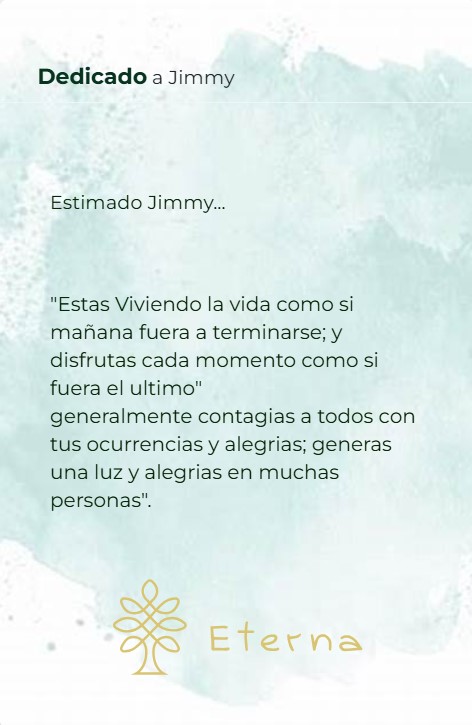 Dedicado a Jimmy
Estimado Jimmy...
"Estas Viviendo la vida como si
mañana fuera a terminarse; y
disfrutas cada momento como si
fuera el ultimo"
generalmente contagias a todos con
tus ocurrencias y alegrias; generas
una luz y alegrias en muchas
personas".
Eterna